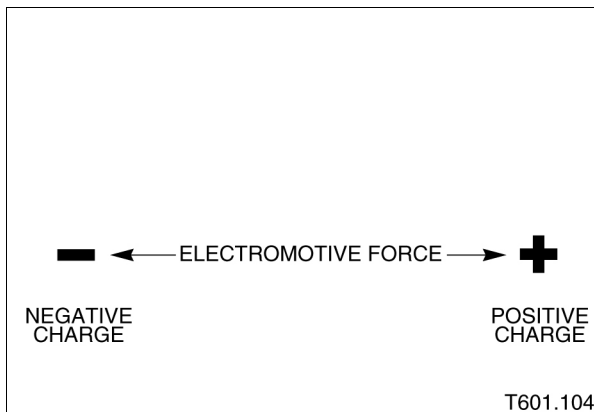 ELECTROMOTIVE FORCE
NEGATIVE
CHARGE
POSITIVE
CHARGE
T601.104